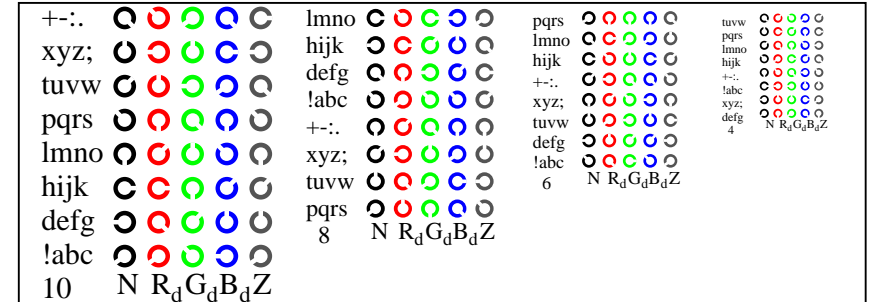 +-:.
xyz;
tuvw
pqrs
lmno
hijk
defg
!abc
10 N RdGdBdZ
lmno
hijk
defg
!abc
+-:.
xyz;
tuvw
pqrs
8 N RdGdBdZ
pqrs
lmno
hijk
+-:.
xyz;
tuvw
defg
!abc
6 N RdGdBdZ
tuvw
pqrs
lmno
hijk
+-:.
!abc
xyz;
defg
4 N RdGdBdZ